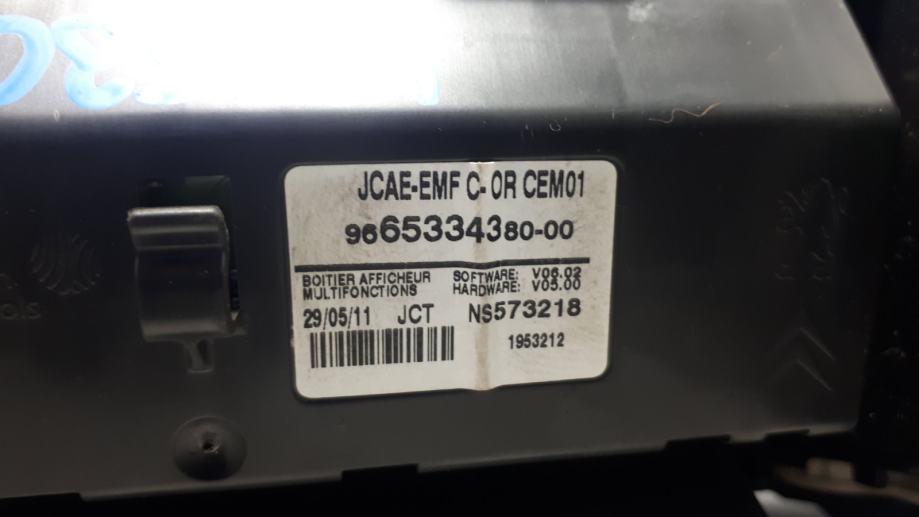 JCAE-EMF C-OR CEM01
9665334380-00
BOITIER AFFICHEUR
MULTIFONCTIONS
SOFTWARE: V06.02
HARDWARE: V05.00
29/05/11 JCT NS573218
1953212